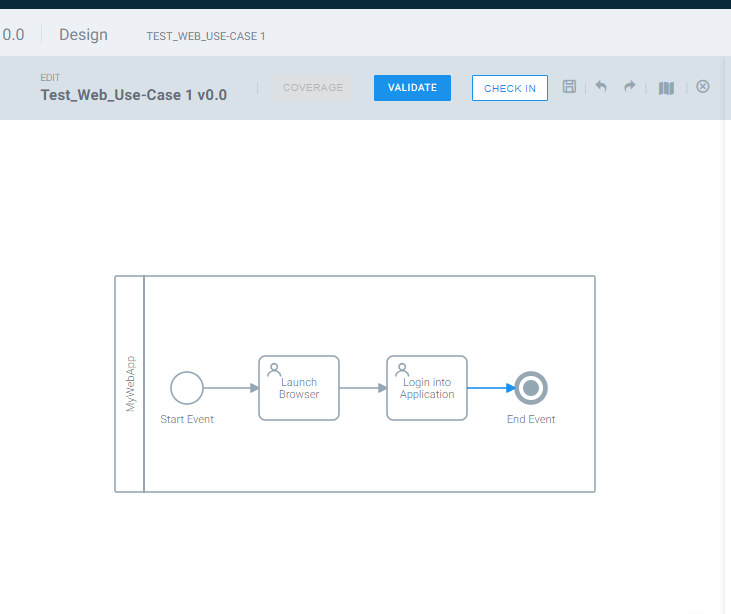 0.0
Design
TEST_WEB_USE-CASE 1
EDIT
Test_Web_Use-Case 1 v0.0
COVERAGE
VALIDATE
CHECK IN
MyWebApp
Start Event
Launch
Browser
Login into
Application
End Event